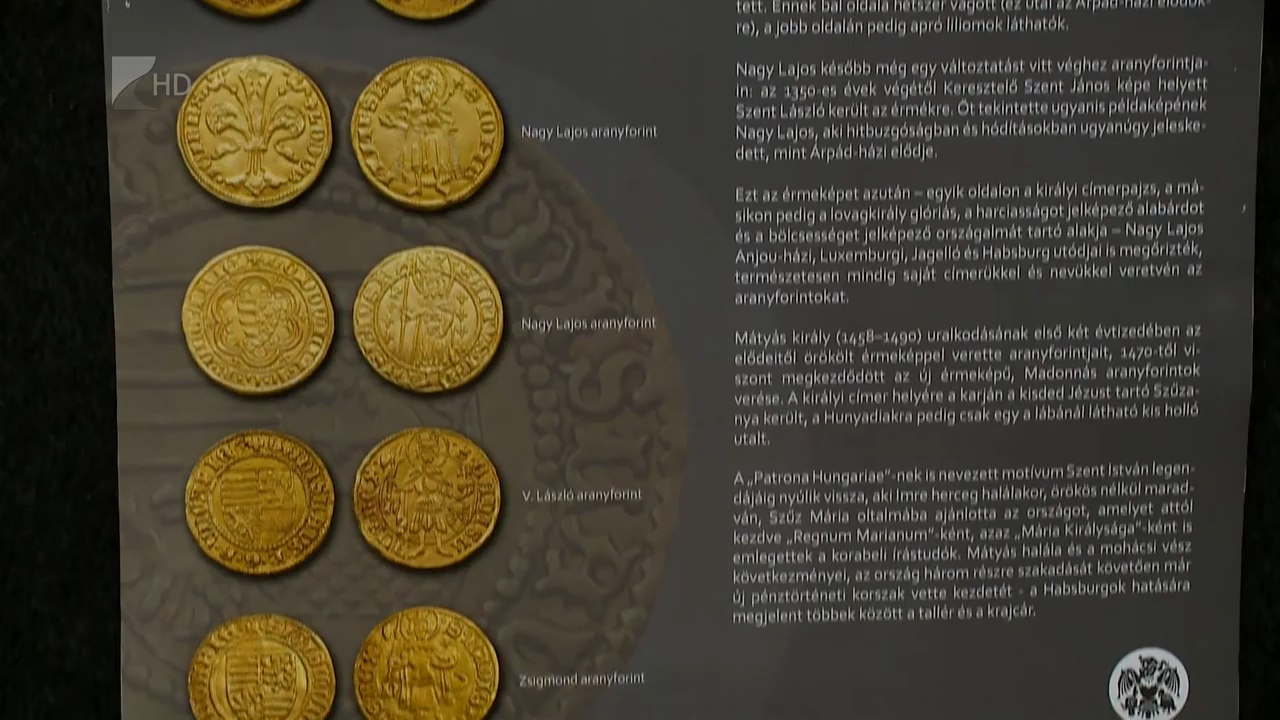 HD
Nagy Lajos aranyforint
Nagy Lajos aranyforint
V. László aranyforint
Zsigmond aranyforint
tett. Ennek bal oldala hétszer vágott (ez utal az Árpád-házi elődök-
re), a jobb oldalán pedig apró liliomok láthatók.
Nagy Lajos később még egy változtatást vitt véghez aranyforintja-
in: az 1350-es évek végétől Keresztelő Szent János képe helyett
Szent László került az érmékre. Őt tekintette ugyanis példaképének
Nagy Lajos, aki hitbuzgóságban és hódításokban ugyanúgy jeleske-
dett, mint Árpád-házi elődje.
Ezt az érmeképet azután – egyik oldalon a királyi címerpajzs, a má-
sikon pedig a lovagkirály glóriás, a harciasságot jelképező alabárdot
és a bölcsességet jelképező országalmát tartó alakja – Nagy Lajos
Anjou-házi, Luxemburgi, Jagelló és Habsburg utódjai is megőrizték,
természetesen mindig saját címerükkel és nevükkel veretvén az
aranyforintokat.
Mátyás király (1458–1490) uralkodásának első két évtizedében az
elődeitől örökölt érmeképpel verette aranyforintjait, 1470-től vi-
szont megkezdődött az új érmeképű, Madonnás aranyforintok
verése. A királyi címer helyére a karján a kisded Jézust tartó Szűza-
nya került, a Hunyadiakra pedig csak egy a lábánál látható kis holló
utalt.
A „Patrona Hungariae"-nek is nevezett motívum Szent István legen-
dájáig nyúlik vissza, aki Imre herceg halálakor, örökös nélkül marad-
ván, Szűz Mária oltalmába ajánlotta az országot, amelyet attól
kezdve „Regnum Marianum"-ként, azaz „Mária Királysága"-ként is
emlegettek a korabeli írástudók. Mátyás halála és a mohácsi vész
következményei, az ország három részre szakadását követően már
új pénztörténeti korszak vette kezdetét - a Habsburgok hatására
megjelent többek között a tallér és a krajcár.